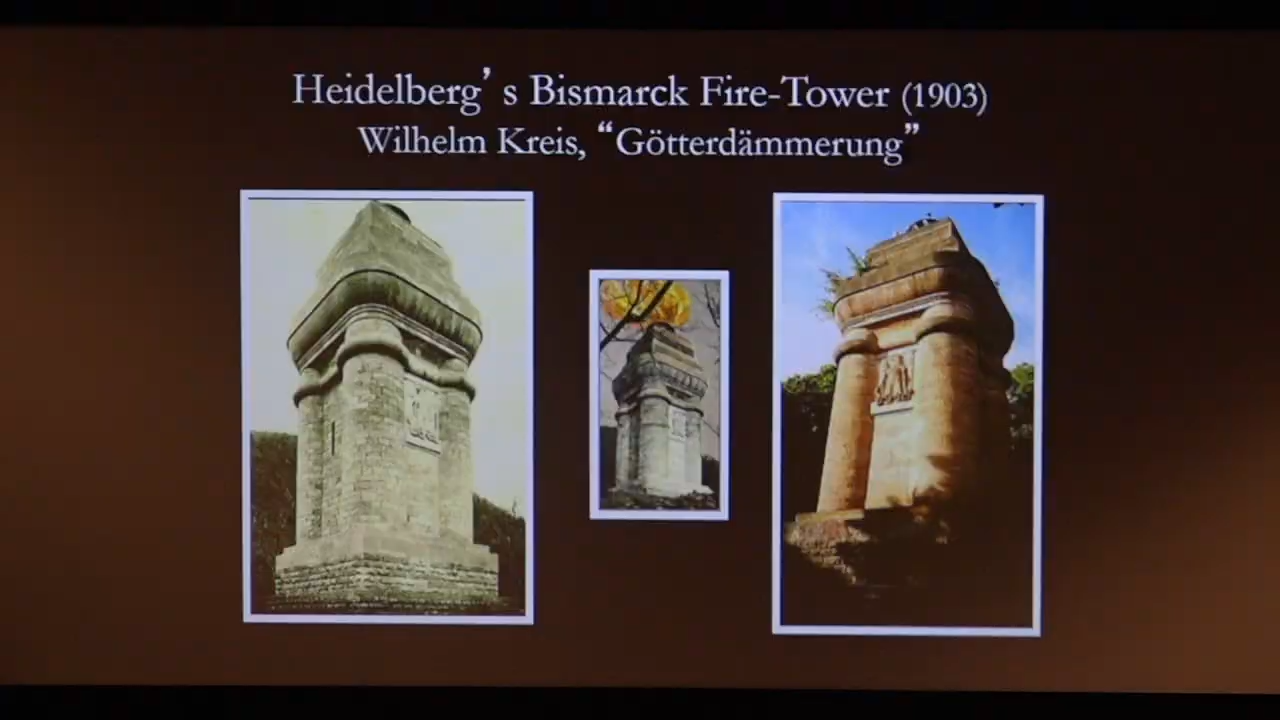 Heidelberg’s Bismarck Fire-Tower (1903)
Wilhelm Kreis, “Götterdämmerung”